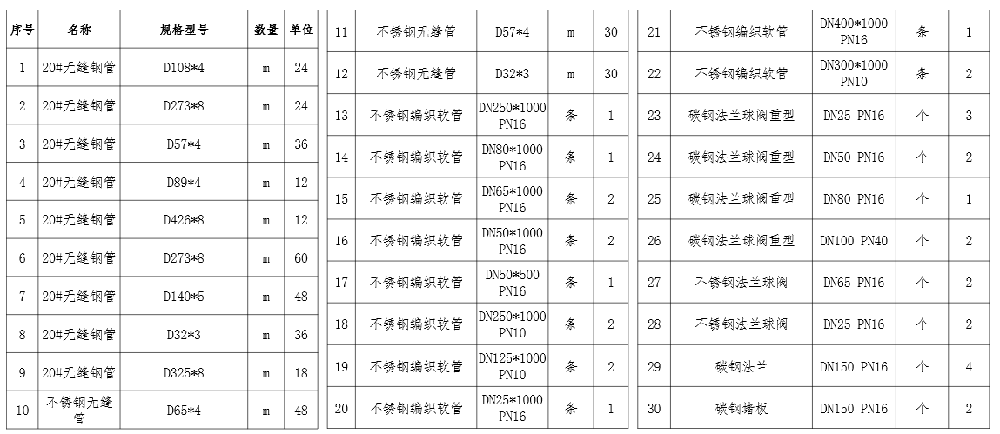 序号 名称 规格型号 数量 单位
1 20#无缝钢管 D108*4 m 24
2 20#无缝钢管 D273*8 m 24
3 20#无缝钢管 D57*4 m 36
4 20#无缝钢管 D89*4 m 12
5 20#无缝钢管 D426*8 m 12
6 20#无缝钢管 D273*8 m 60
7 20#无缝钢管 D140*5 m 48
8 20#无缝钢管 D32*3 m 36
9 20#无缝钢管 D325*8 m 18
10 不锈钢无缝管 D65*4 m 48
11 不锈钢无缝管 D57*4 m 30
12 不锈钢无缝管 D32*3 m 30
13 不锈钢编织软管 DN250*1000 PN16 条 1
14 不锈钢编织软管 DN80*1000 PN16 条 1
15 不锈钢编织软管 DN65*1000 PN16 条 2
16 不锈钢编织软管 DN50*1000 PN16 条 2
17 不锈钢编织软管 DN50*500 PN16 条 1
18 不锈钢编织软管 DN250*1000 PN10 条 2
19 不锈钢编织软管 DN125*1000 PN10 条 2
20 不锈钢编织软管 DN25*1000 PN16 条 1
21 不锈钢编织软管 DN400*1000 PN16 条 1
22 不锈钢编织软管 DN300*1000 PN10 条 2
23 碳钢法兰球阀重型 DN25 PN16 个 3
24 碳钢法兰球阀重型 DN50 PN16 个 2
25 碳钢法兰球阀重型 DN80 PN16 个 1
26 碳钢法兰球阀重型 DN100 PN40 个 2
27 不锈钢法兰球阀 DN65 PN16 个 2
28 不锈钢法兰球阀 DN25 PN16 个 2
29 碳钢法兰 DN150 PN16 个 4
30 碳钢堵板 DN150 PN16 个 2